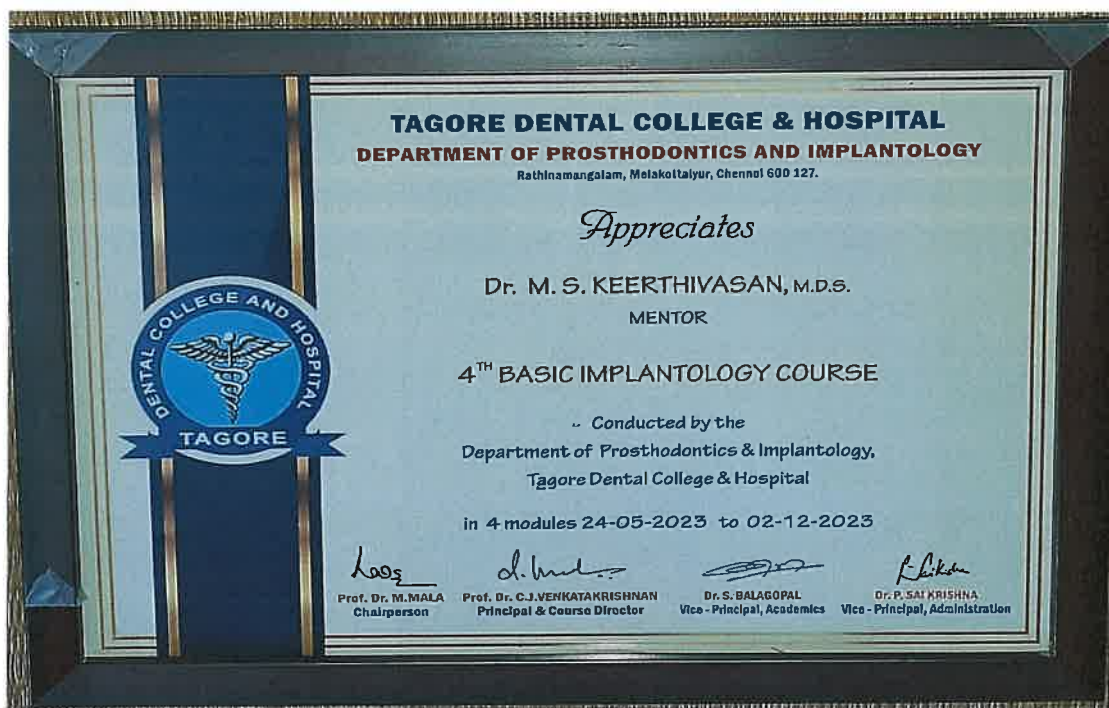 TAGORE DENTAL COLLEGE & HOSPITAL
DEPARTMENT OF PROSTHODONTICS AND IMPLANTOLOGY
Rathinamangalam, Melakottaiyur, Chennai 600 127.
Appreciates
Dr. M. S. KEERTHIVASAN, M.D.S.
MENTOR
4TH BASIC IMPLANTOLOGY COURSE
Conducted by the
Department of Prosthodontics & Implantology,
Tagore Dental College & Hospital
in 4 modules 24-05-2023 to 02-12-2023
DENTAL COLLEGE AND HOSPITAL
TAGORE
Prof. Dr. M.MALA
Chairperson
Prof. Dr. C.J.VENKATAKRISHNAN
Principal & Course Director
Dr. S. BALAGOPAL
Vice - Principal, Academics
Dr. P. SAI KRISHNA
Vice - Principal, Administration